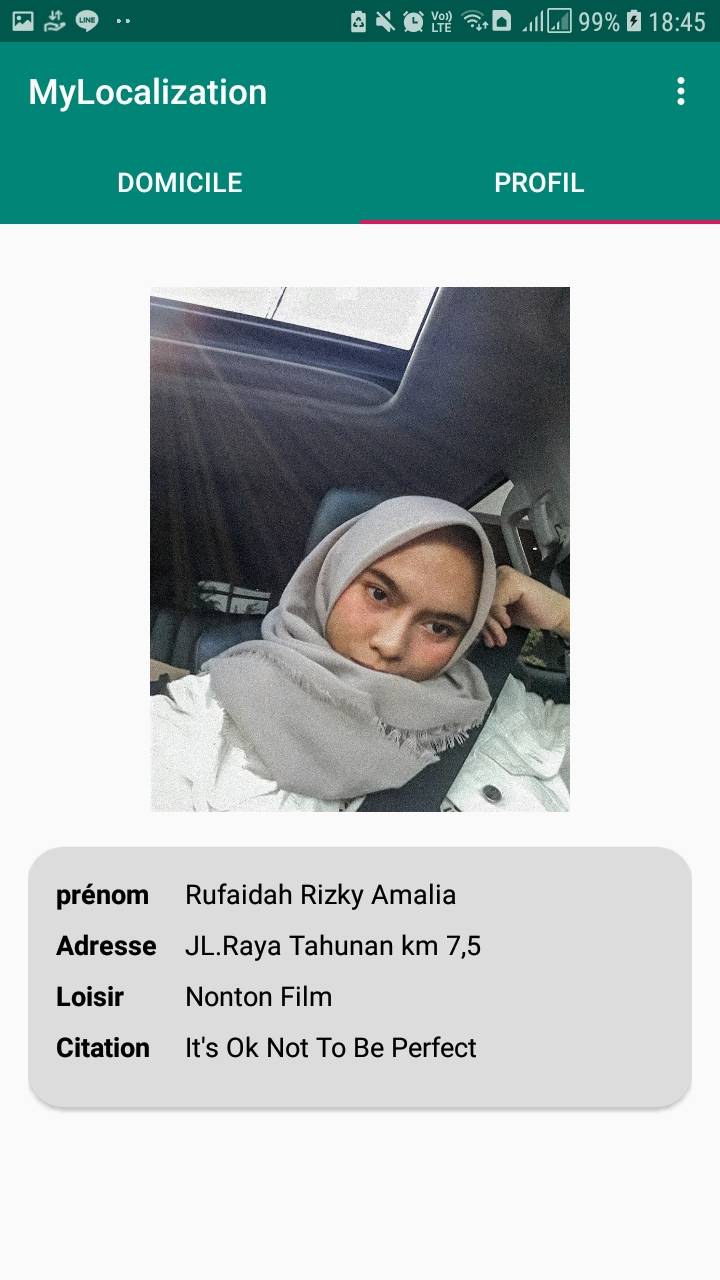 LINE
Vo)) LTE
99%
18:45
MyLocalization
DOMICILE
PROFIL
prénom Rufaidah Rizky Amalia
Adresse JL.Raya Tahunan km 7,5
Loisir Nonton Film
Citation It's Ok Not To Be Perfect